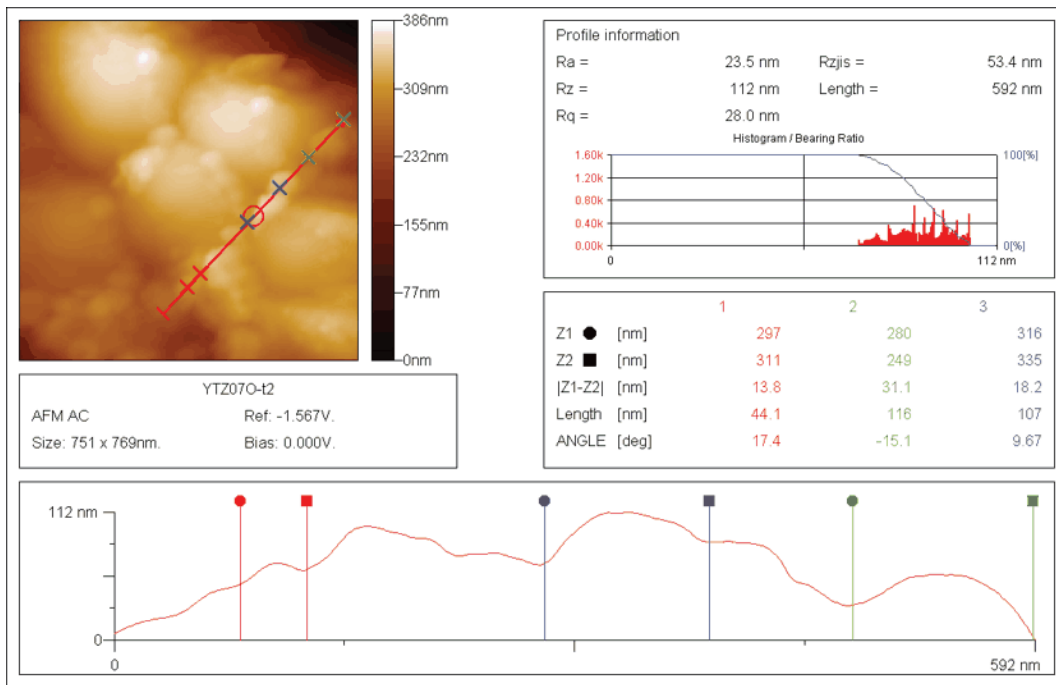 386nm
309nm
232nm
155nm
77nm
0nm
YTZ07O-t2
AFM AC Ref: -1.567V.
Size: 751 x 769nm. Bias: 0.000V.
Profile information
Ra = 23.5 nm Rzjis = 53.4 nm
Rz = 112 nm Length = 592 nm
Rq = 28.0 nm
Histogram / Bearing Ratio
1.60k 100[%]
1.20k
0.80k
0.40k
0.00k 0[%]
0 112 nm
1 2 3
Z1 [nm] 297 280 316
Z2 [nm] 311 249 335
|Z1-Z2| [nm] 13.8 31.1 18.2
Length [nm] 44.1 116 107
ANGLE [deg] 17.4 -15.1 9.67
112 nm
0
0 592 nm